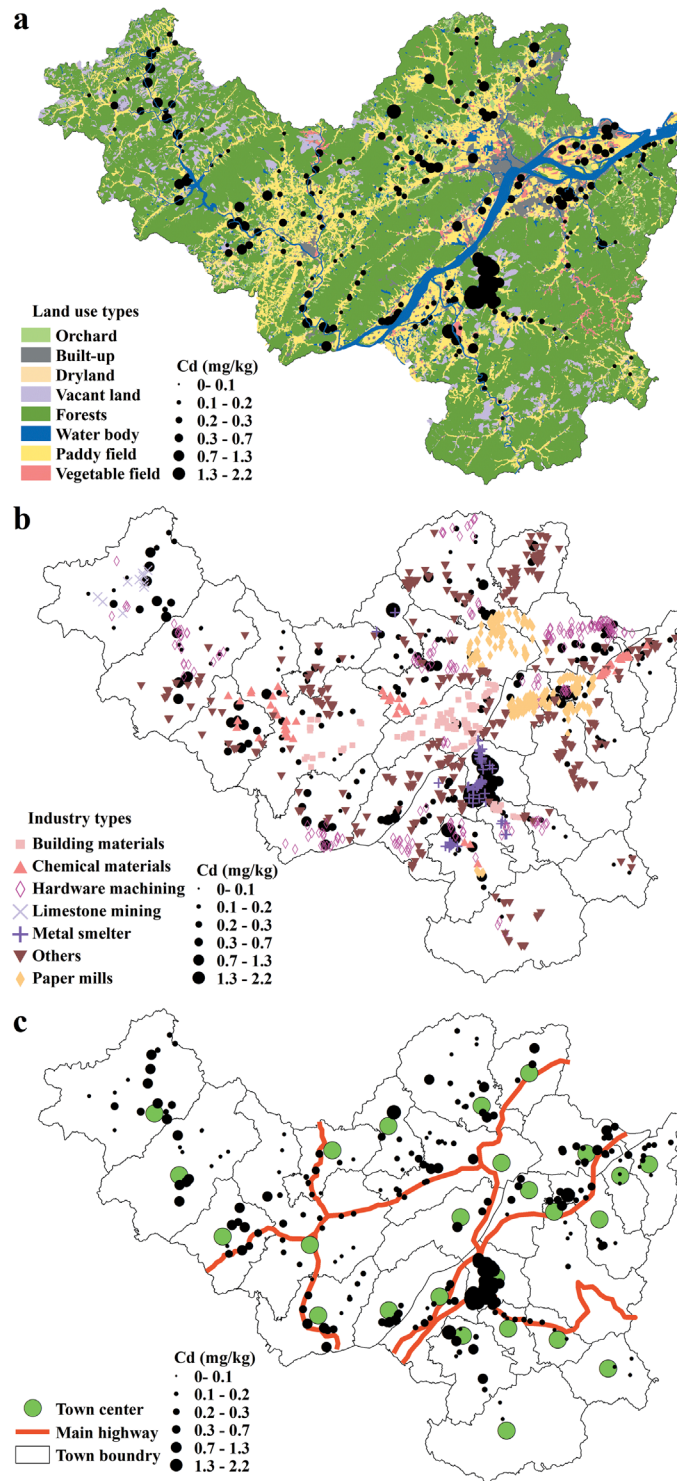 a
Land use types
Orchard
Built-up
Dryland
Vacant land
Forests
Water body
Paddy field
Vegetable field
Cd (mg/kg)
0- 0.1
0.1 - 0.2
0.2 - 0.3
0.3 - 0.7
0.7 - 1.3
1.3 - 2.2
b
Industry types
Building materials
Chemical materials
Hardware machining
Limestone mining
Metal smelter
Others
Paper mills
Cd (mg/kg)
0- 0.1
0.1 - 0.2
0.2 - 0.3
0.3 - 0.7
0.7 - 1.3
1.3 - 2.2
c
Town center
Main highway
Town boundry
Cd (mg/kg)
0- 0.1
0.1 - 0.2
0.2 - 0.3
0.3 - 0.7
0.7 - 1.3
1.3 - 2.2